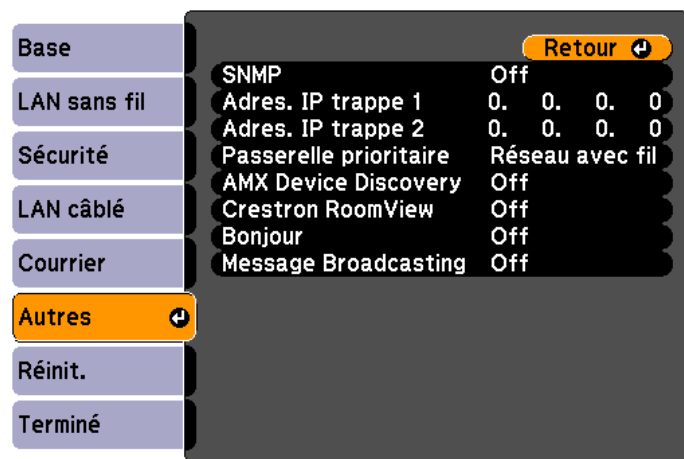 Base
LAN sans fil
Sécurité
LAN câblé
Courrier
Autres
Réinit.
Terminé
Retour
SNMP Off
Adres. IP trappe 1 0. 0. 0. 0
Adres. IP trappe 2 0. 0. 0. 0
Passerelle prioritaire Réseau avec fil
AMX Device Discovery Off
Crestron RoomView Off
Bonjour Off
Message Broadcasting Off